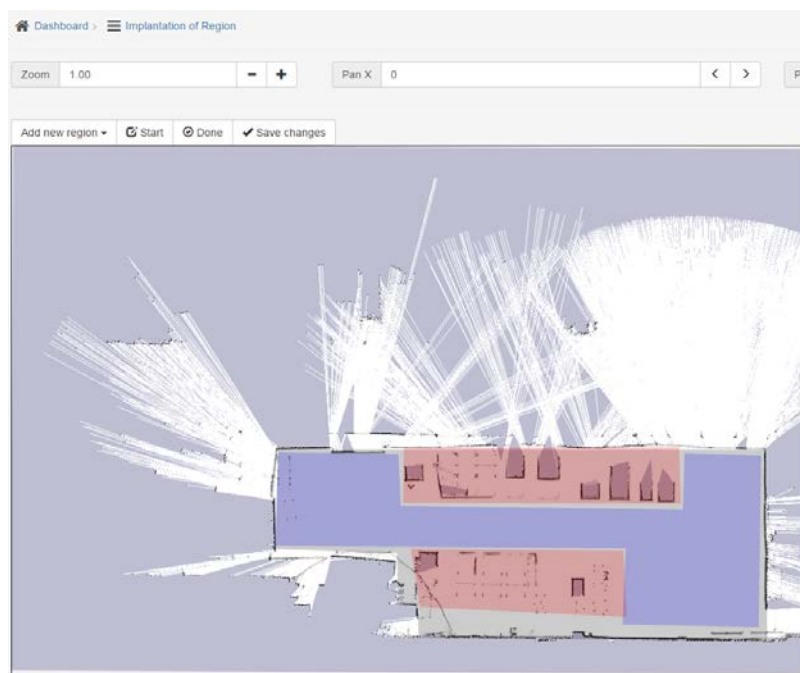 Dashboard > Implantation of Region
Zoom 1.00 Pan X 0 P
Add new region Start Done Save changes